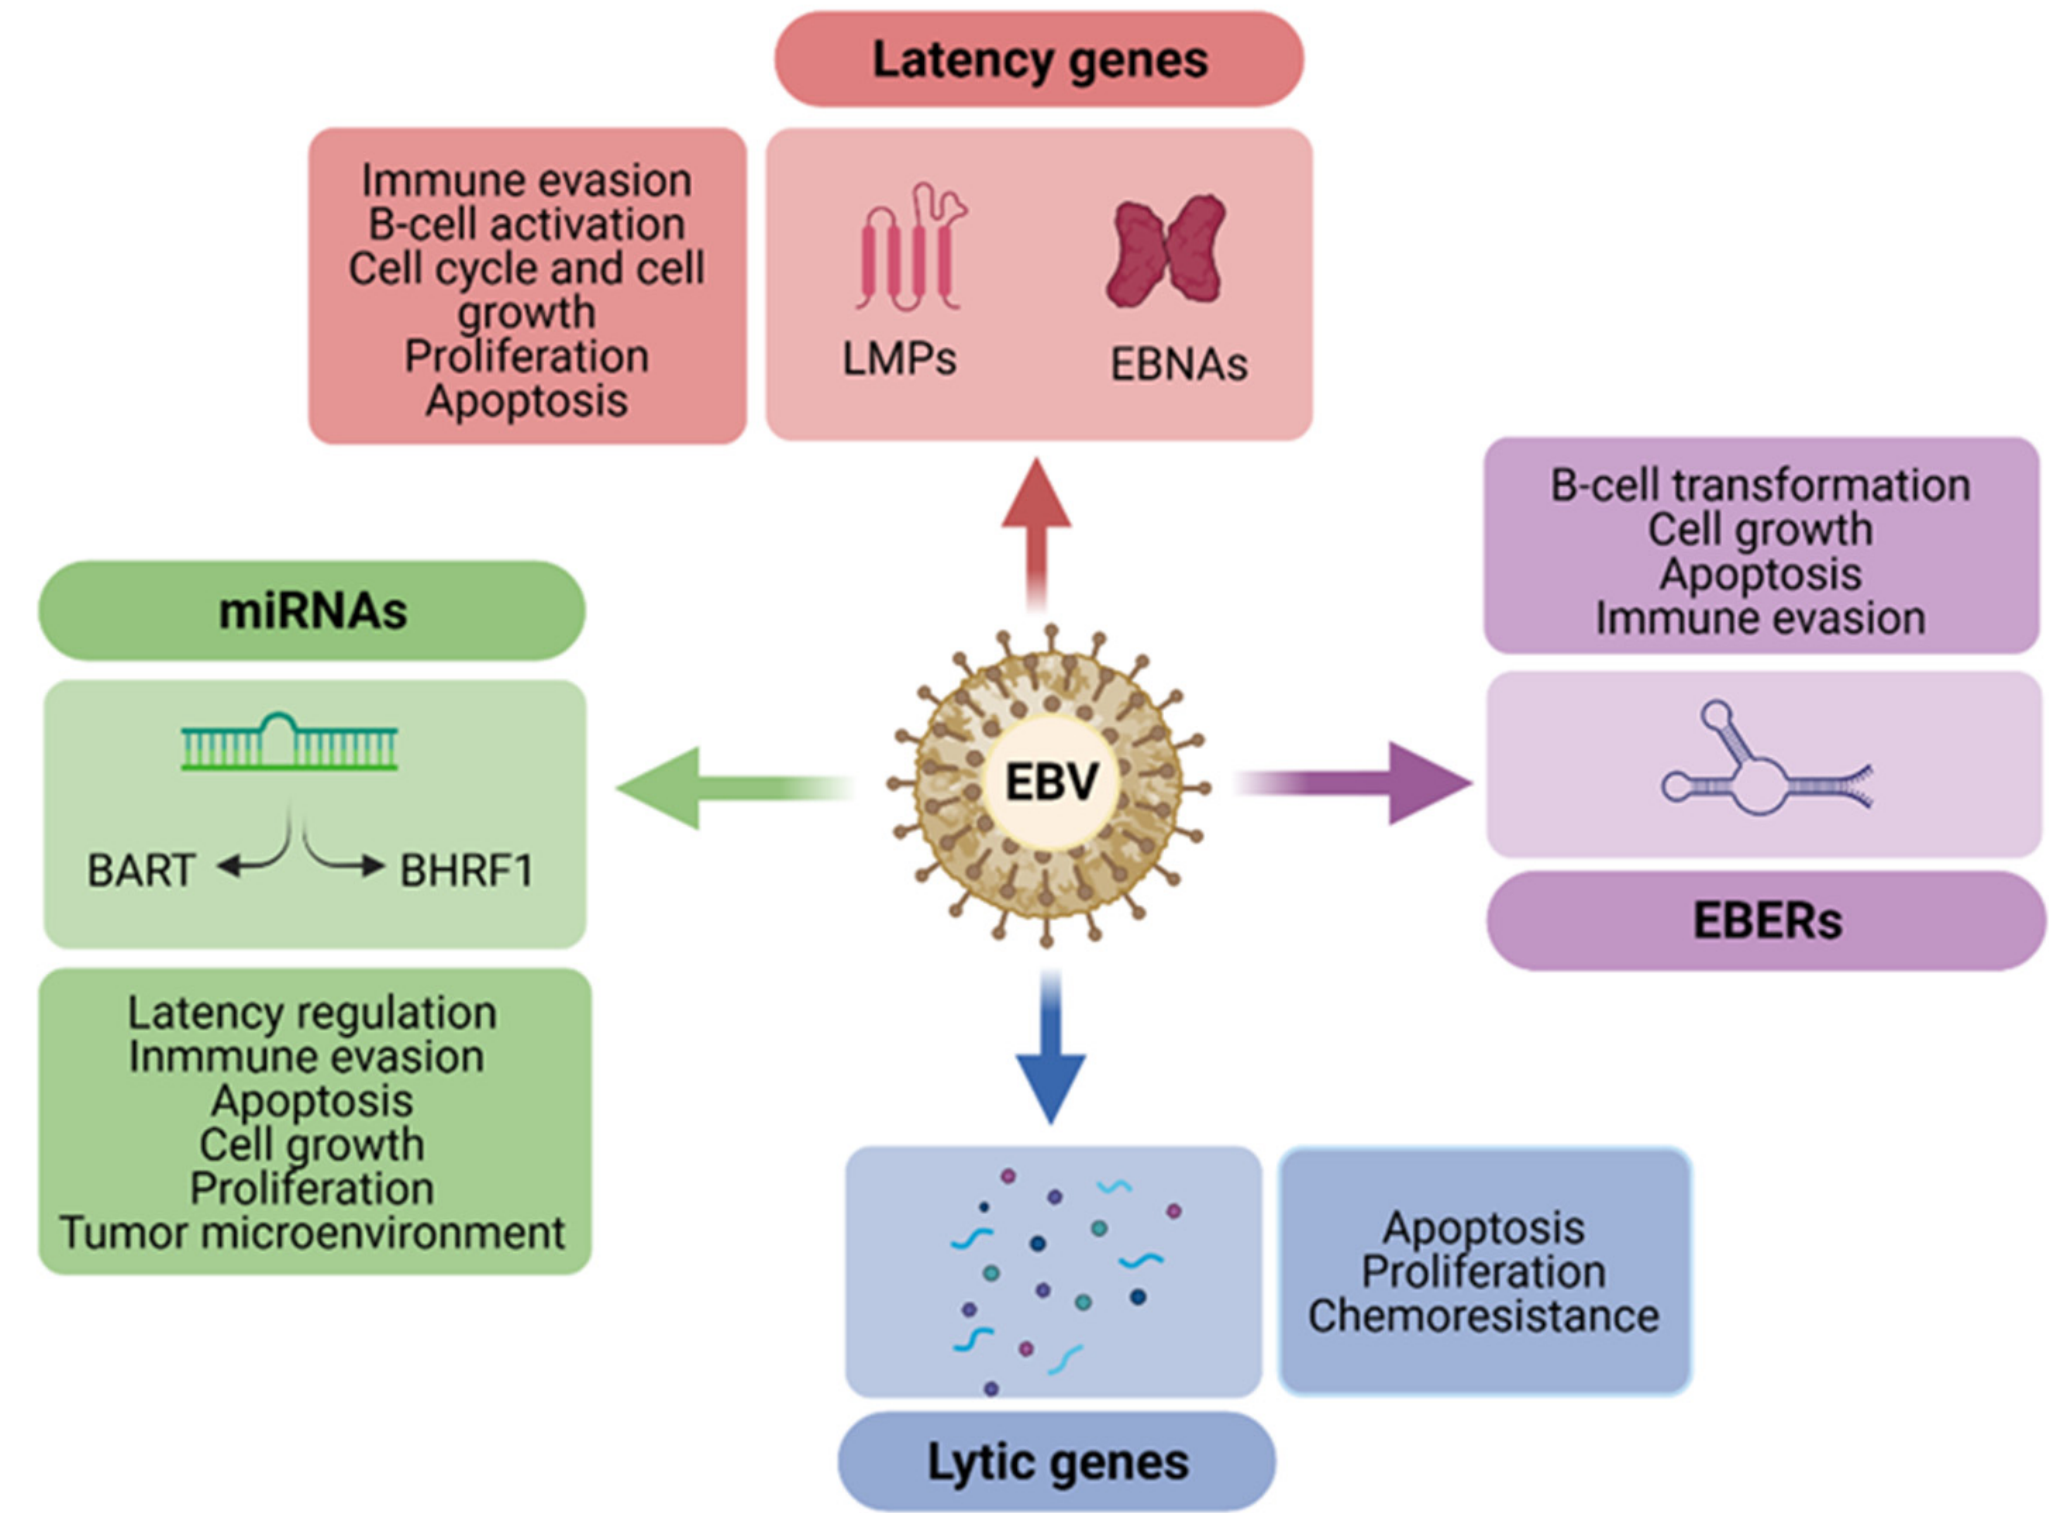 Latency genes
Immune evasion
B-cell activation
Cell cycle and cell
growth
Proliferation
Apoptosis
LMPs
EBNAs
B-cell transformation
Cell growth
Apoptosis
Immune evasion
EBERs
miRNAs
BART
BHRF1
Latency regulation
Inmmune evasion
Apoptosis
Cell growth
Proliferation
Tumor microenvironment
EBV
Apoptosis
Proliferation
Chemoresistance
Lytic genes